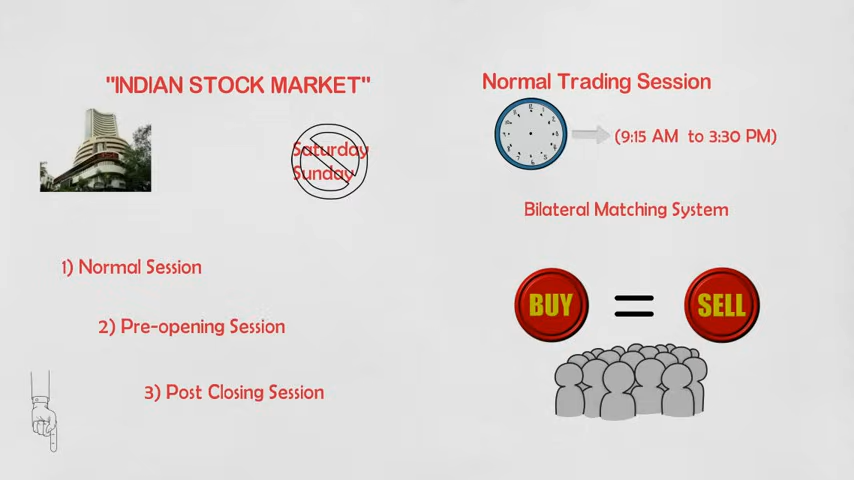 "INDIAN STOCK MARKET"
Saturday
Sunday
1) Normal Session
2) Pre-opening Session
3) Post Closing Session
Normal Trading Session
(9:15 AM to 3:30 PM)
Bilateral Matching System
BUY = SELL